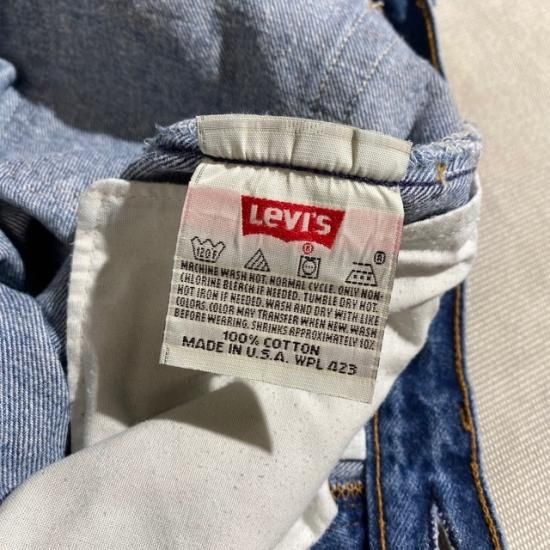 Levi's
®
120F
MACHINE WASH HOT. NORMAL CYCLE. ONLY NON-
CHLORINE BLEACH IF NEEDED. TUMBLE DRY HOT.
HOT IRON IF NEEDED. WASH AND DRY WITH LIKE
COLORS. COLOR MAY TRANSFER WHEN NEW. WASH
BEFORE WEARING. SHRINKS APPROXIMATELY 10%
100% COTTON
MADE IN U.S.A. WPL 423